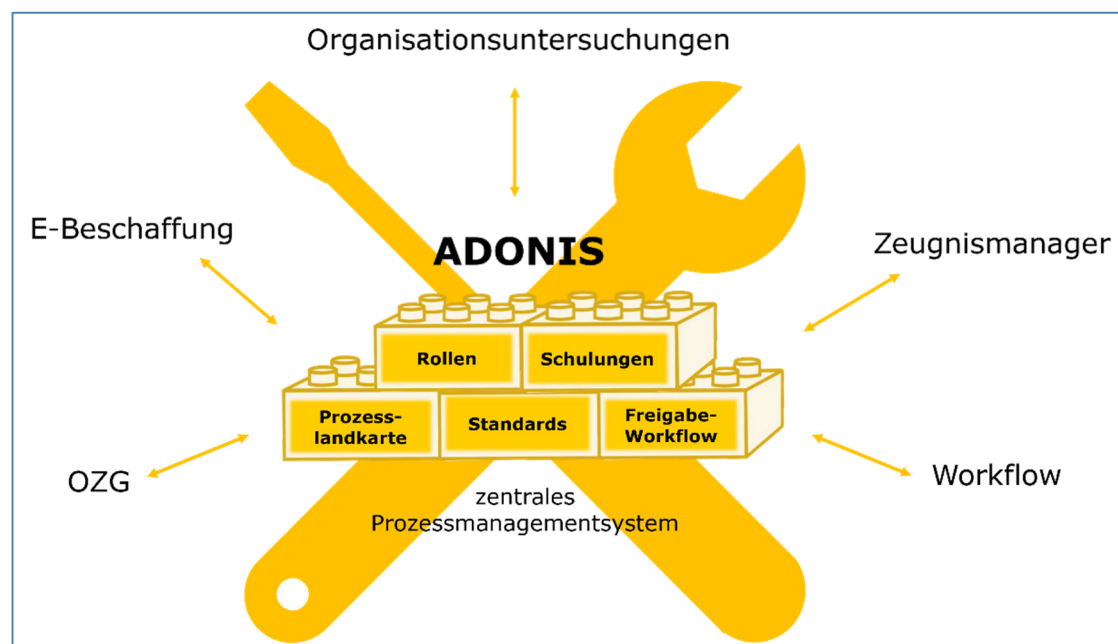 Organisationsuntersuchungen
E-Beschaffung
ADONIS
Zeugnismanager
Rollen
Schulungen
Prozess-
landkarte
Standards
Freigabe-
Workflow
OZG
Workflow
zentrales
Prozessmanagementsystem